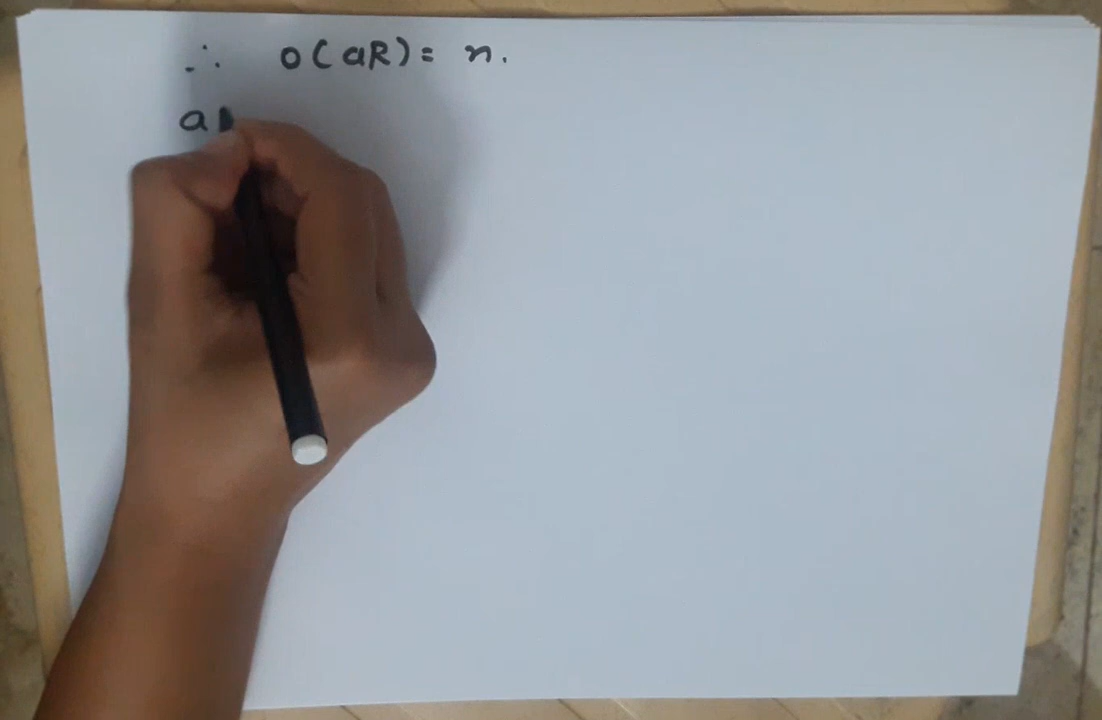 ∴ o(aR) = n.
a